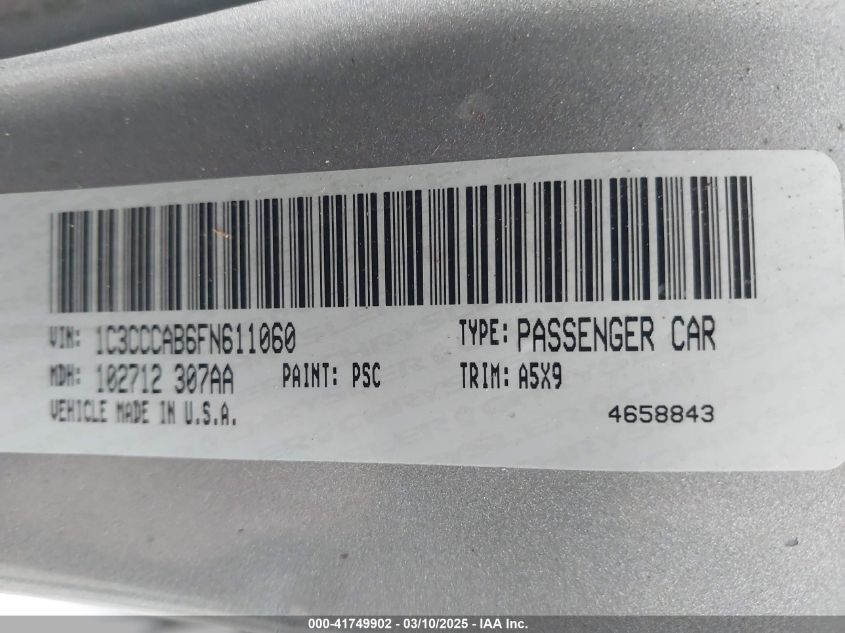 VIN: 1C3CCCAB6FN611060 TYPE: PASSENGER CAR
MDH: 102712 307AA PAINT: PSC TRIM: A5X9
VEHICLE MADE IN U.S.A. 4658843
000-41749902 - 03/10/2025 - IAA Inc.